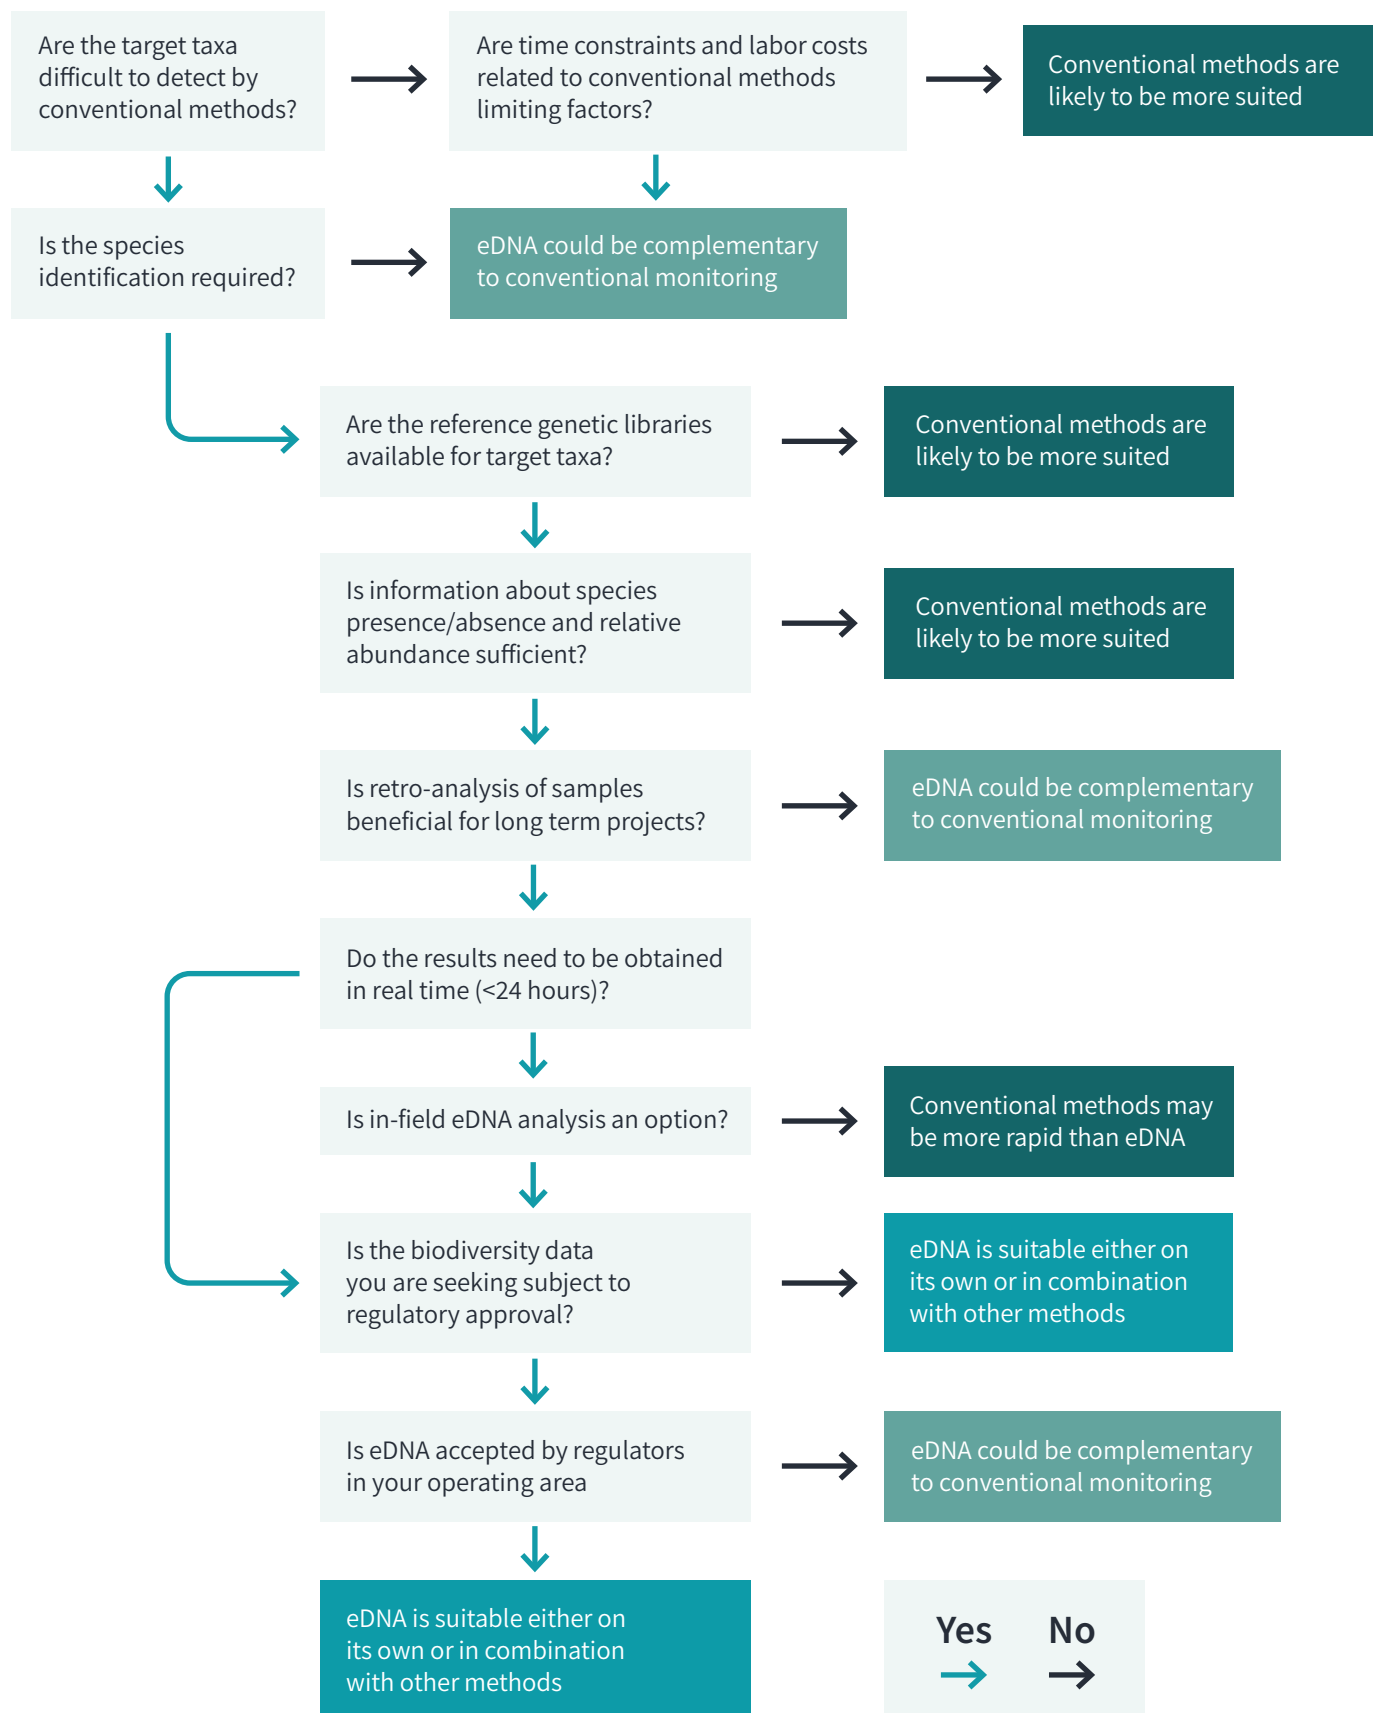 Are the target taxa
difficult to detect by
conventional methods?
Are time constraints and labor costs
related to conventional methods
limiting factors?
Conventional methods are
likely to be more suited
Is the species
identification required?
eDNA could be complementary
to conventional monitoring
Are the reference genetic libraries
available for target taxa?
Conventional methods are
likely to be more suited
Is information about species
presence/absence and relative
abundance sufficient?
Conventional methods are
likely to be more suited
Is retro-analysis of samples
beneficial for long term projects?
eDNA could be complementary
to conventional monitoring
Do the results need to be obtained
in real time (<24 hours)?
Is in-field eDNA analysis an option?
Conventional methods may
be more rapid than eDNA
Is the biodiversity data
you are seeking subject to
regulatory approval?
eDNA is suitable either on
its own or in combination
with other methods
Is eDNA accepted by regulators
in your operating area
eDNA could be complementary
to conventional monitoring
eDNA is suitable either on
its own or in combination
with other methods
Yes No